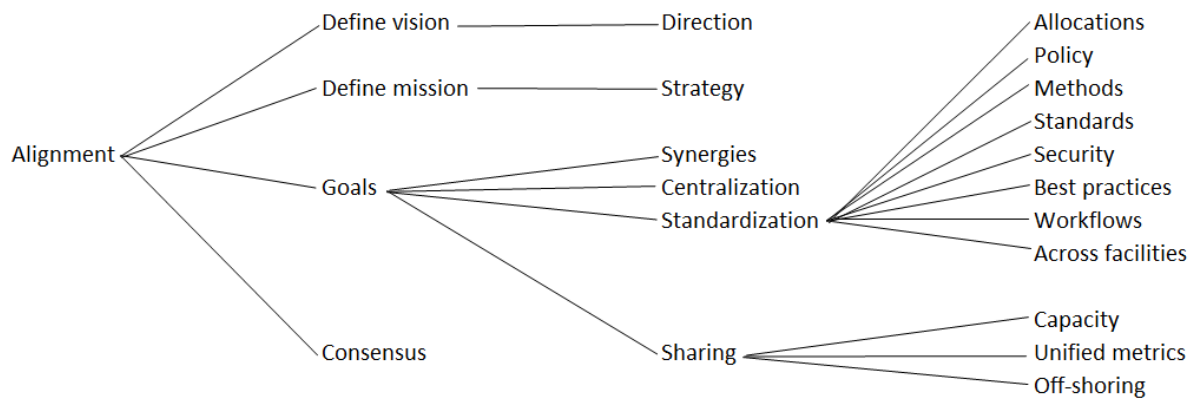 Define vision
Direction
Allocations
Policy
Define mission
Strategy
Methods
Standards
Alignment
Synergies
Security
Goals
Centralization
Best practices
Standardization
Workflows
Across facilities
Capacity
Consensus
Sharing
Unified metrics
Off-shoring